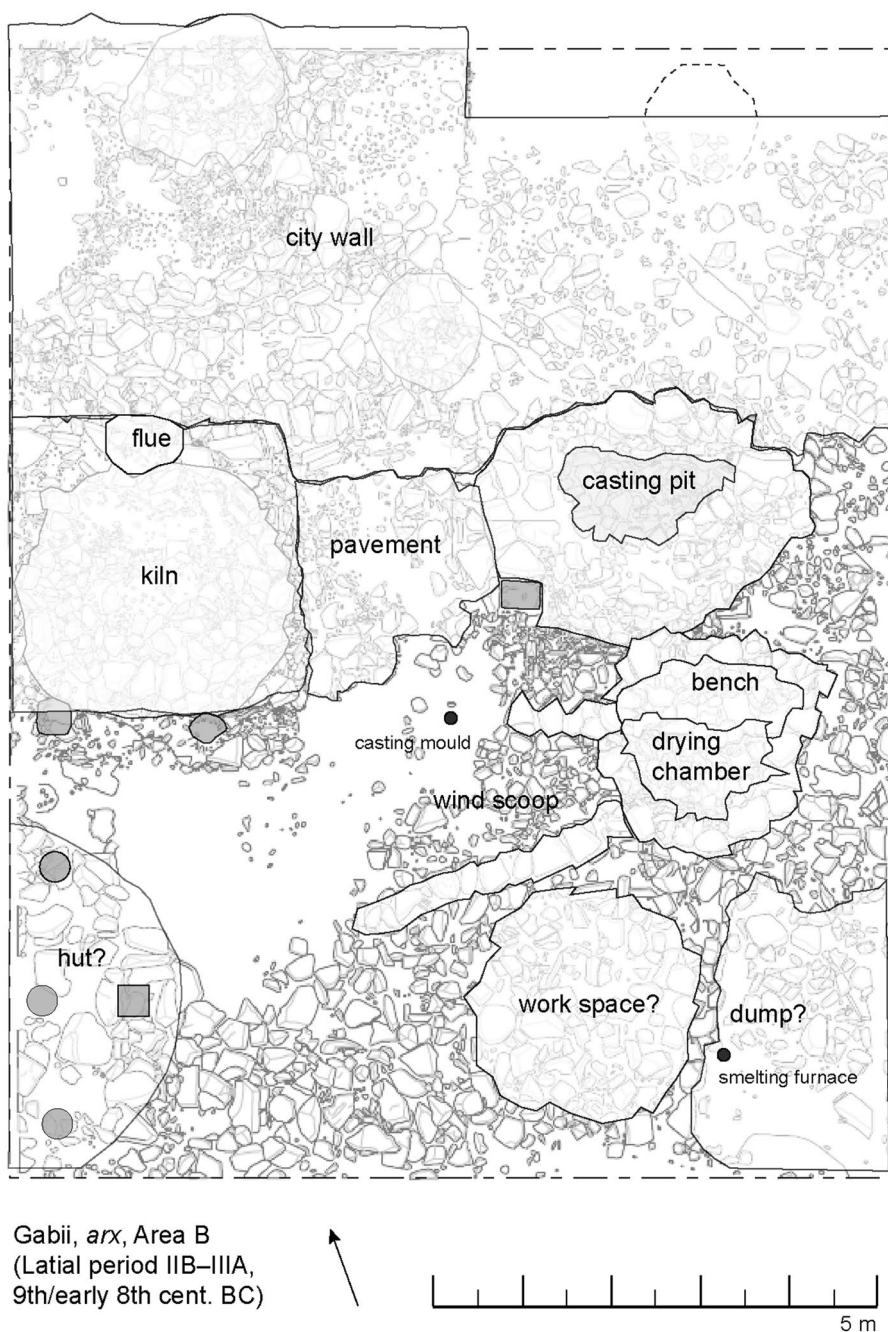 city wall
flue
casting pit
pavement
kiln
bench
casting mould
drying
chamber
wind scoop
hut?
work space?
dump?
smelting furnace
Gabii, arx, Area B
(Latial period IIB–IIIA,
9th/early 8th cent. BC)
5 m